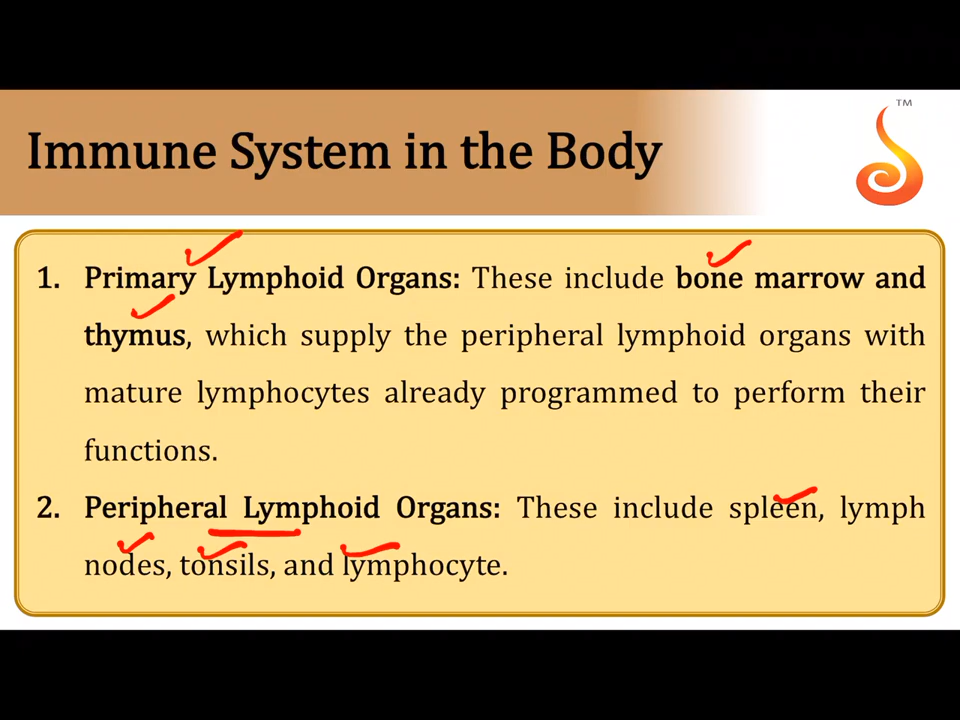 TM
Immune System in the Body
1. Primary Lymphoid Organs: These include bone marrow and
thymus, which supply the peripheral lymphoid organs with
mature lymphocytes already programmed to perform their
functions.
2. Peripheral Lymphoid Organs: These include spleen, lymph
nodes, tonsils, and lymphocyte.